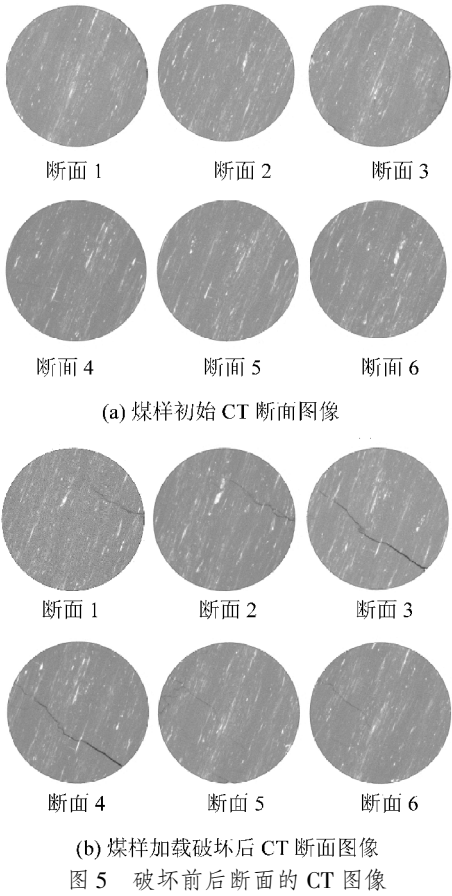 断面 1 断面 2 断面 3
断面 4 断面 5 断面 6
(a) 煤样初始 CT 断面图像
断面 1 断面 2 断面 3
断面 4 断面 5 断面 6
(b) 煤样加载破坏后 CT 断面图像
图 5 破坏前后断面的 CT 图像